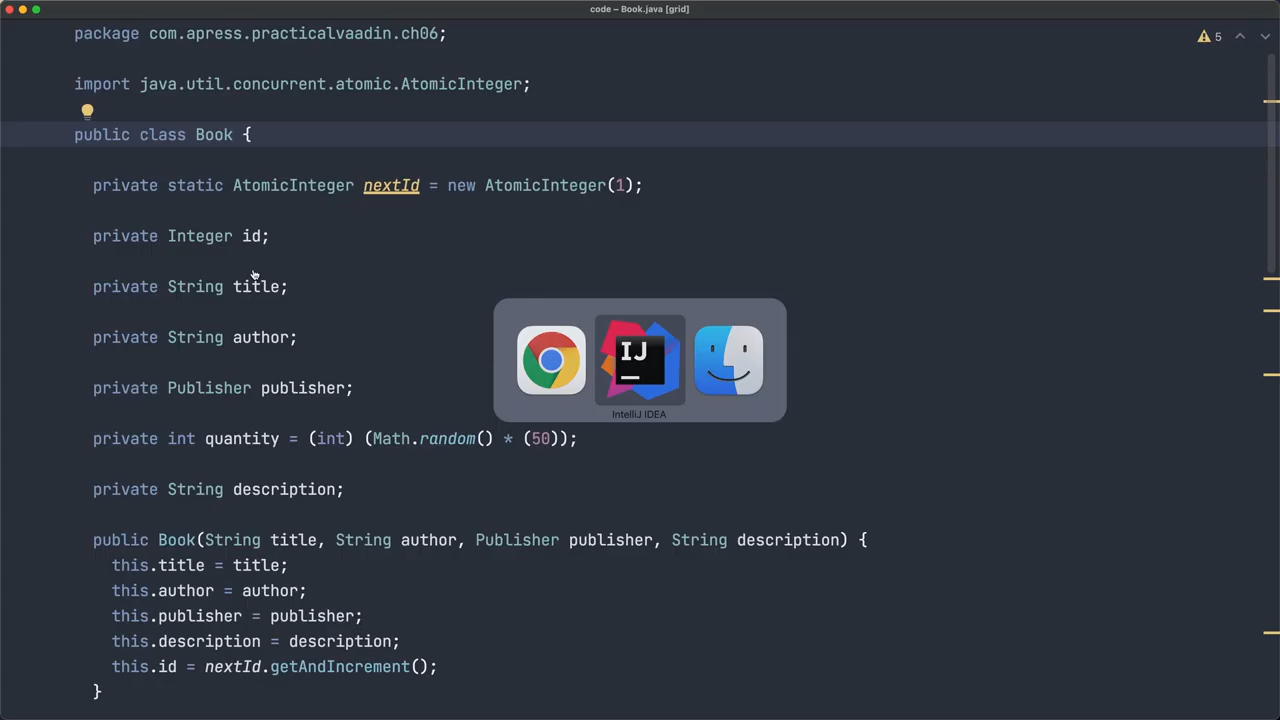 code – Book.java [grid]
package com.apress.practicalvaadin.ch06;
5
import java.util.concurrent.atomic.AtomicInteger;
public class Book {
private static AtomicInteger nextId = new AtomicInteger(1);
private Integer id;
private String title;
private String author;
IJ
private Publisher publisher;
IntelliJ IDEA
private int quantity = (int) (Math.random() * (50));
private String description;
public Book(String title, String author, Publisher publisher, String description) {
this.title = title;
this.author = author;
this.publisher = publisher;
this.description = description;
this.id = nextId.getAndIncrement();
}